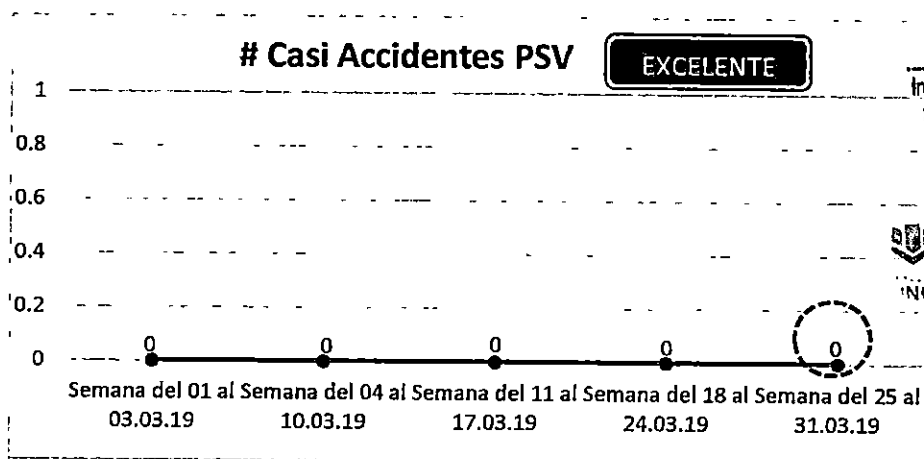 # Casi Accidentes PSV
EXCELENTE
1
0.8
0.6
0.4
0.2
0
0 0 0 0 0
Semana del 01 al Semana del 04 al Semana del 11 al Semana del 18 al Semana del 25 al
03.03.19 10.03.19 17.03.19 24.03.19 31.03.19